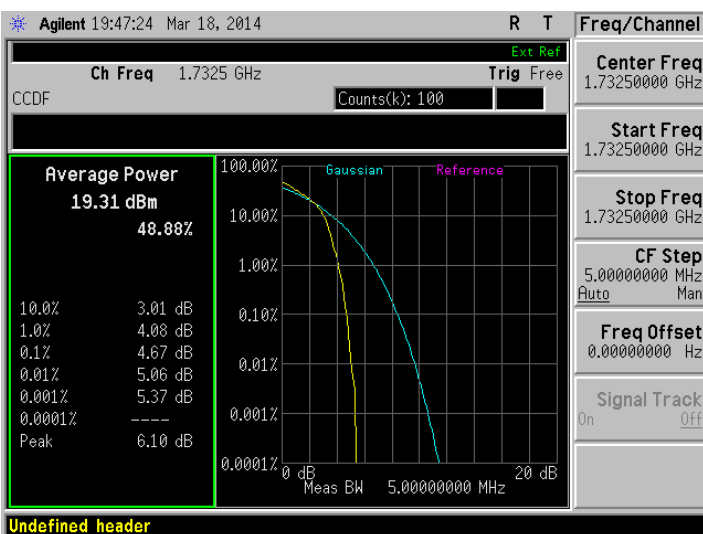 Agilent 19:47:24 Mar 18, 2014 R T
Ext Ref
Ch Freq 1.7325 GHz Trig Free
CCDF Counts(k): 100
Average Power
19.31 dBm
48.88%
10.0% 3.01 dB
1.0% 4.08 dB
0.1% 4.67 dB
0.01% 5.06 dB
0.001% 5.37 dB
0.0001% ----
Peak 6.10 dB
Gaussian Reference
100.00%
10.00%
1.00%
0.10%
0.01%
0.001%
0.0001%
0 dB 20 dB
Meas BW 5.00000000 MHz
Freq/Channel
Center Freq
1.73250000 GHz
Start Freq
1.73250000 GHz
Stop Freq
1.73250000 GHz
CF Step
5.00000000 MHz
Auto Man
Freq Offset
0.00000000 Hz
Signal Track
On Off
Undefined header